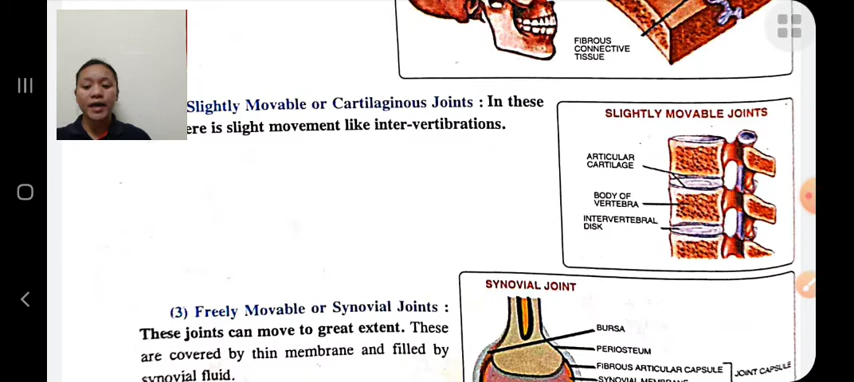 FIBROUS
CONNECTIVE
TISSUE
Slightly Movable or Cartilaginous Joints : In these
ere is slight movement like inter-vertibrations.
SLIGHTLY MOVABLE JOINTS
ARTICULAR
CARTILAGE
BODY OF
VERTEBRA
INTERVERTEBRAL
DISK
(3) Freely Movable or Synovial Joints :
These joints can move to great extent. These
are covered by thin membrane and filled by
synovial fluid.
SYNOVIAL JOINT
BURSA
PERIOSTEUM
FIBROUS ARTICULAR CAPSULE
JOINT CAPSULE
SYNOVIAL MEMBRANE